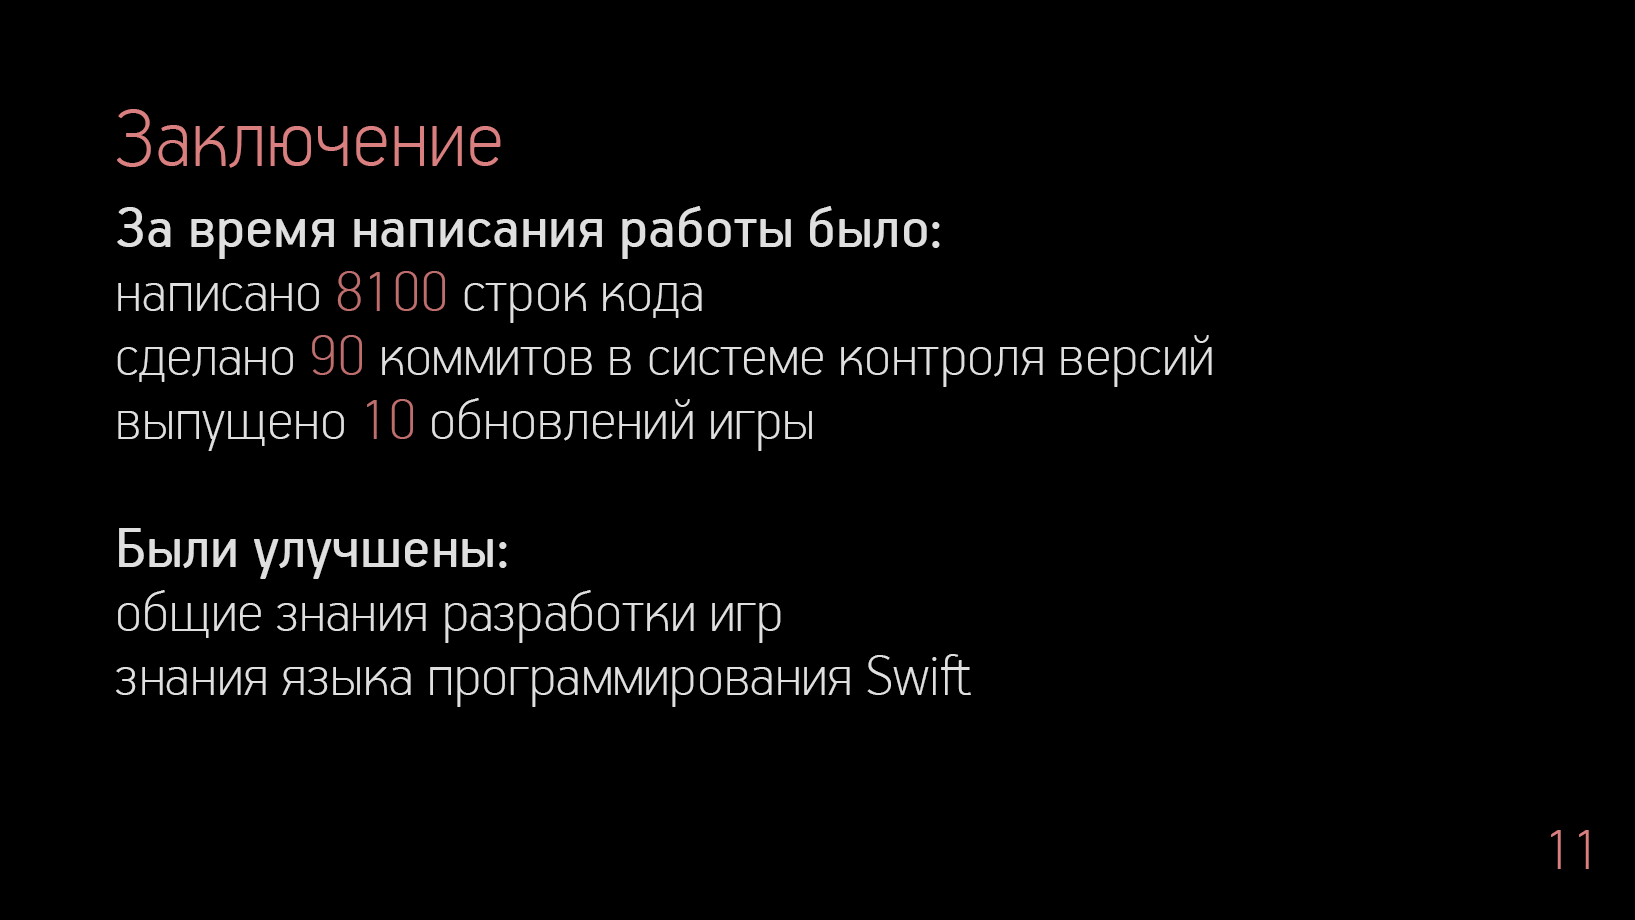 Заключение
За время написания работы было:
написано 8100 строк кода
сделано 90 коммитов в системе контроля версий
выпущено 10 обновлений игры
Были улучшены:
общие знания разработки игр
знания языка программирования Swift
11